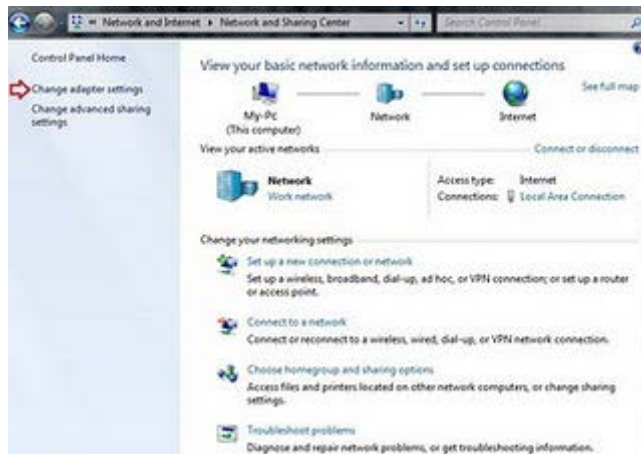 Network and Internet ▸ Network and Sharing Center
Search Control Panel
Control Panel Home
Change adapter settings
Change advanced sharing
settings
View your basic network information and set up connections
See full map
My-Pc
(This computer)
Network
Internet
View your active networks
Connect or disconnect
Network
Work network
Access type: Internet
Connections: Local Area Connection
Change your networking settings
Set up a new connection or network
Set up a wireless, broadband, dial-up, ad hoc, or VPN connection; or set up a router
or access point.
Connect to a network
Connect or reconnect to a wireless, wired, dial-up, or VPN network connection.
Choose homegroup and sharing options
Access files and printers located on other network computers, or change sharing
settings.
Troubleshoot problems
Diagnose and repair network problems, or get troubleshooting information.